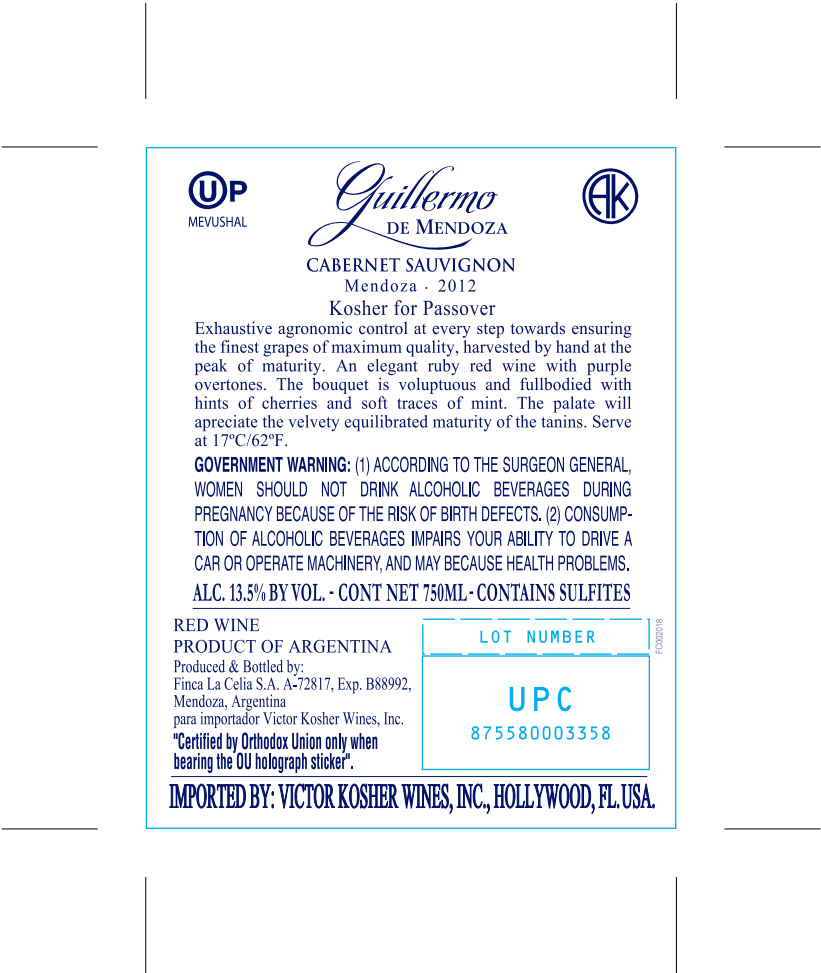 UP
MEVUSHAL
Guillermo
DE MENDOZA
AK
CABERNET SAUVIGNON
Mendoza · 2012
Kosher for Passover
Exhaustive agronomic control at every step towards ensuring
the finest grapes of maximum quality, harvested by hand at the
peak of maturity. An elegant ruby red wine with purple
overtones. The bouquet is voluptuous and fullbodied with
hints of cherries and soft traces of mint. The palate will
apreciate the velvety equilibrated maturity of the tanins. Serve
at 17ºC/62ºF.
GOVERNMENT WARNING: (1) ACCORDING TO THE SURGEON GENERAL,
WOMEN SHOULD NOT DRINK ALCOHOLIC BEVERAGES DURING
PREGNANCY BECAUSE OF THE RISK OF BIRTH DEFECTS. (2) CONSUMP-
TION OF ALCOHOLIC BEVERAGES IMPAIRS YOUR ABILITY TO DRIVE A
CAR OR OPERATE MACHINERY, AND MAY BECAUSE HEALTH PROBLEMS.
ALC. 13.5% BY VOL. - CONT NET 750ML - CONTAINS SULFITES
RED WINE
PRODUCT OF ARGENTINA
Produced & Bottled by:
Finca La Celia S.A. A-72817, Exp. B88992,
Mendoza, Argentina
para importador Victor Kosher Wines, Inc.
"Certified by Orthodox Union only when
bearing the OU holograph sticker".
LOT NUMBER
FC002018
UPC
875580003358
IMPORTED BY: VICTOR KOSHER WINES, INC., HOLLYWOOD, FL. USA.